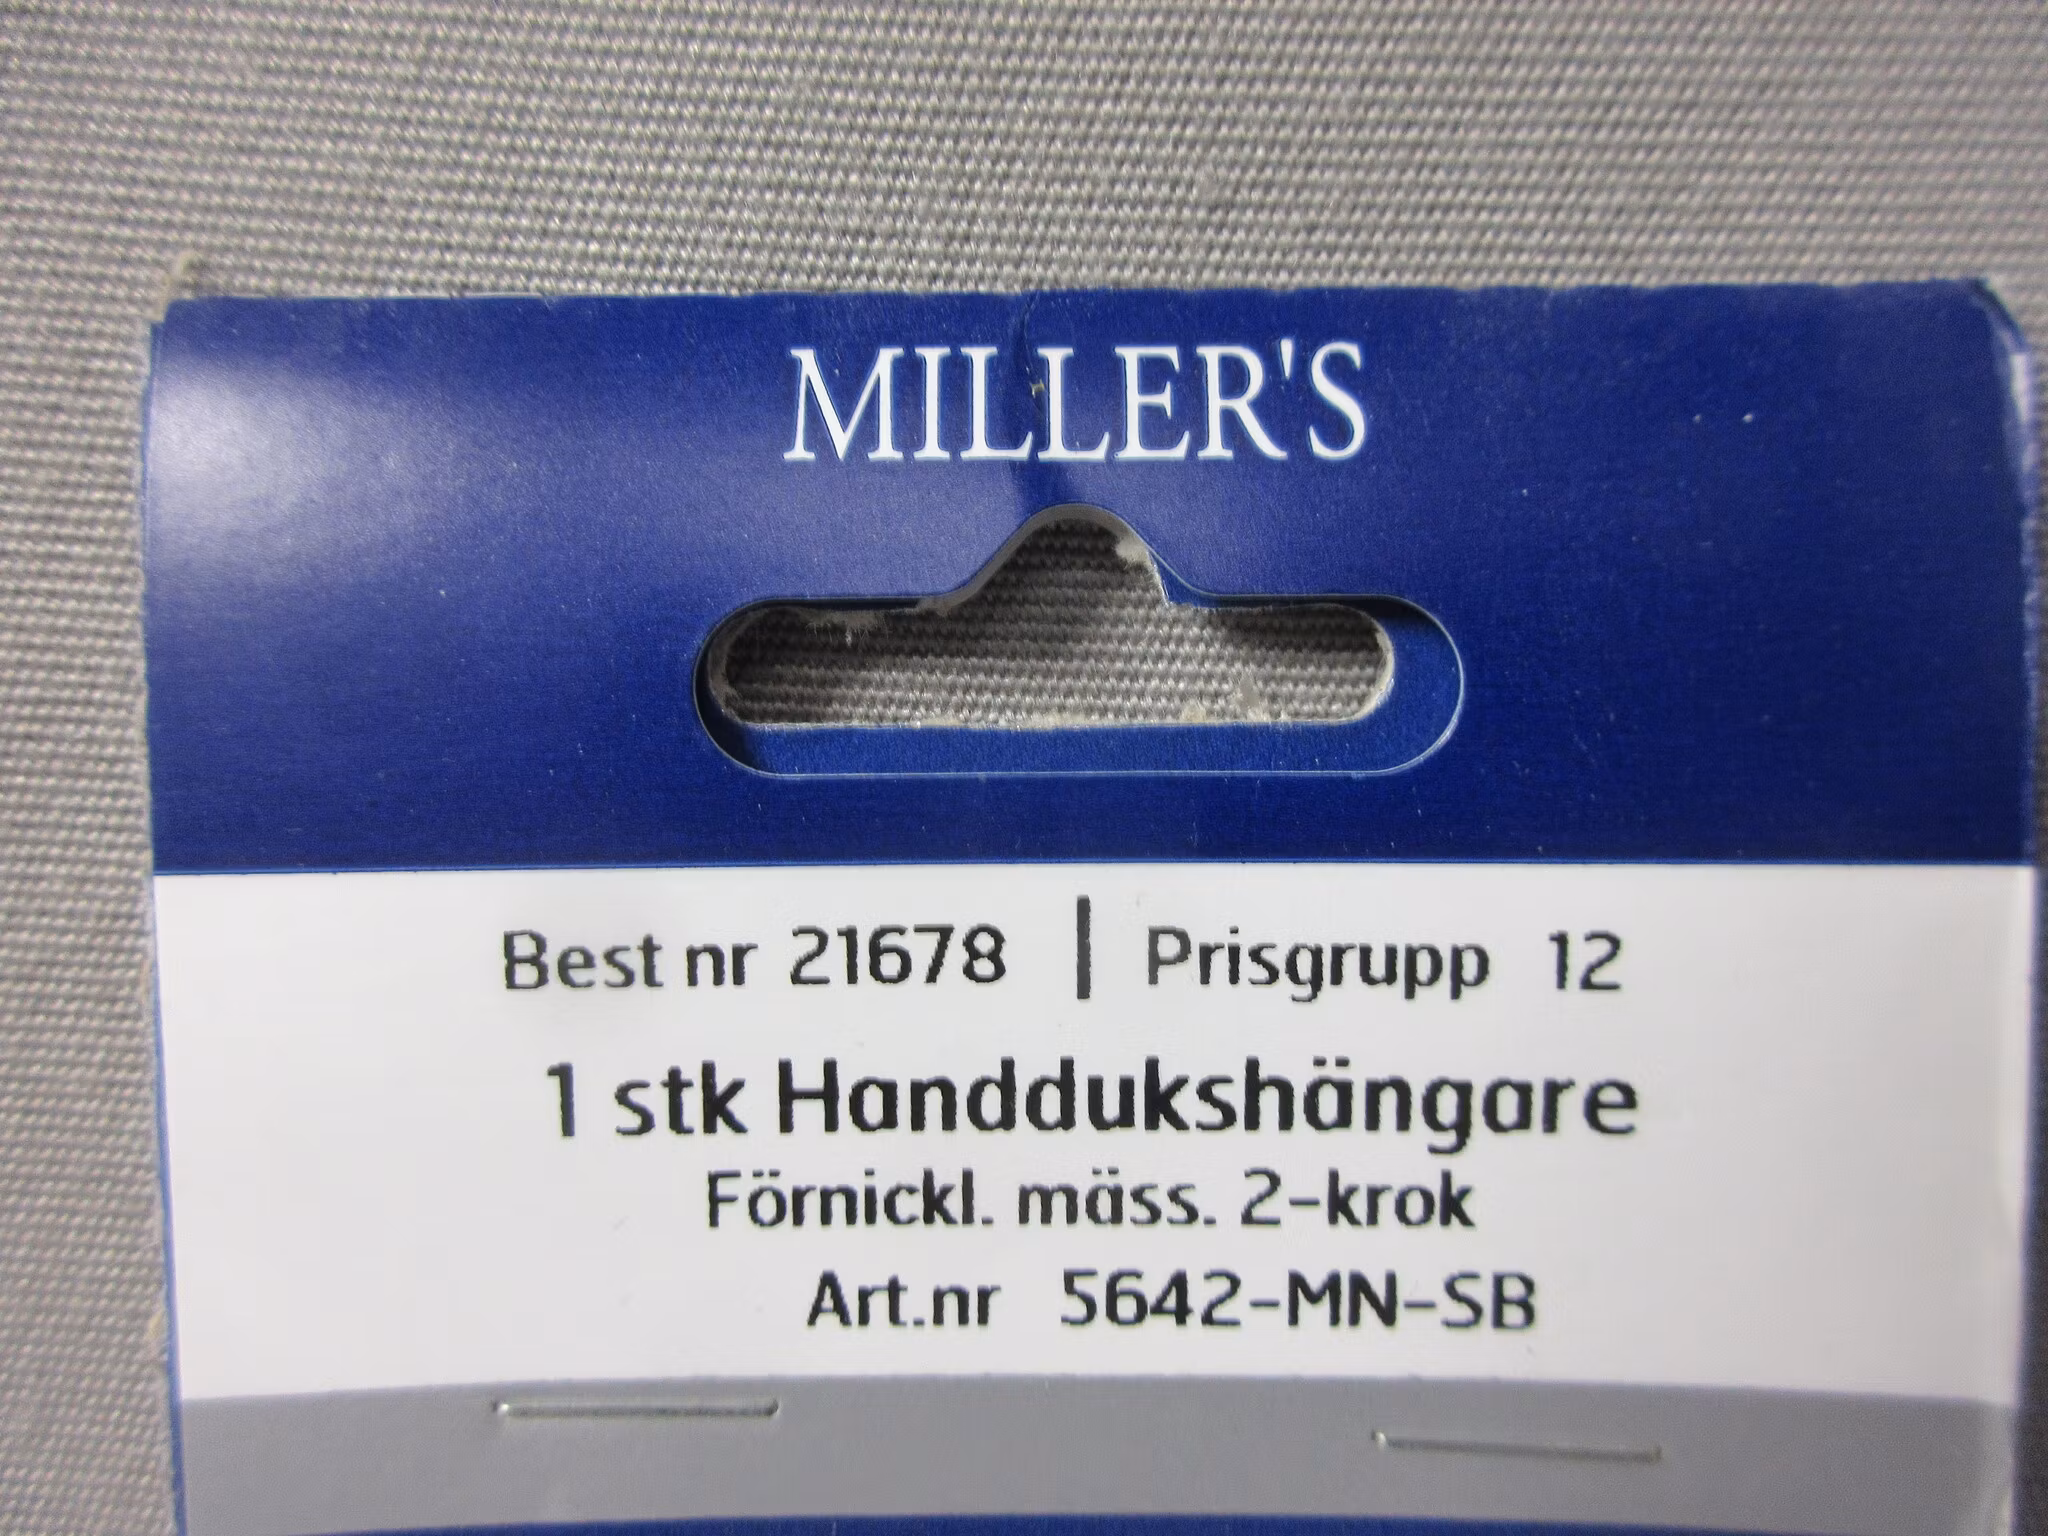 MILLER'S
Best nr 21678 | Prisgrupp 12
1 stk Handdukshängare
Förnickl. mäss. 2-krok
Art.nr 5642-MN-SB